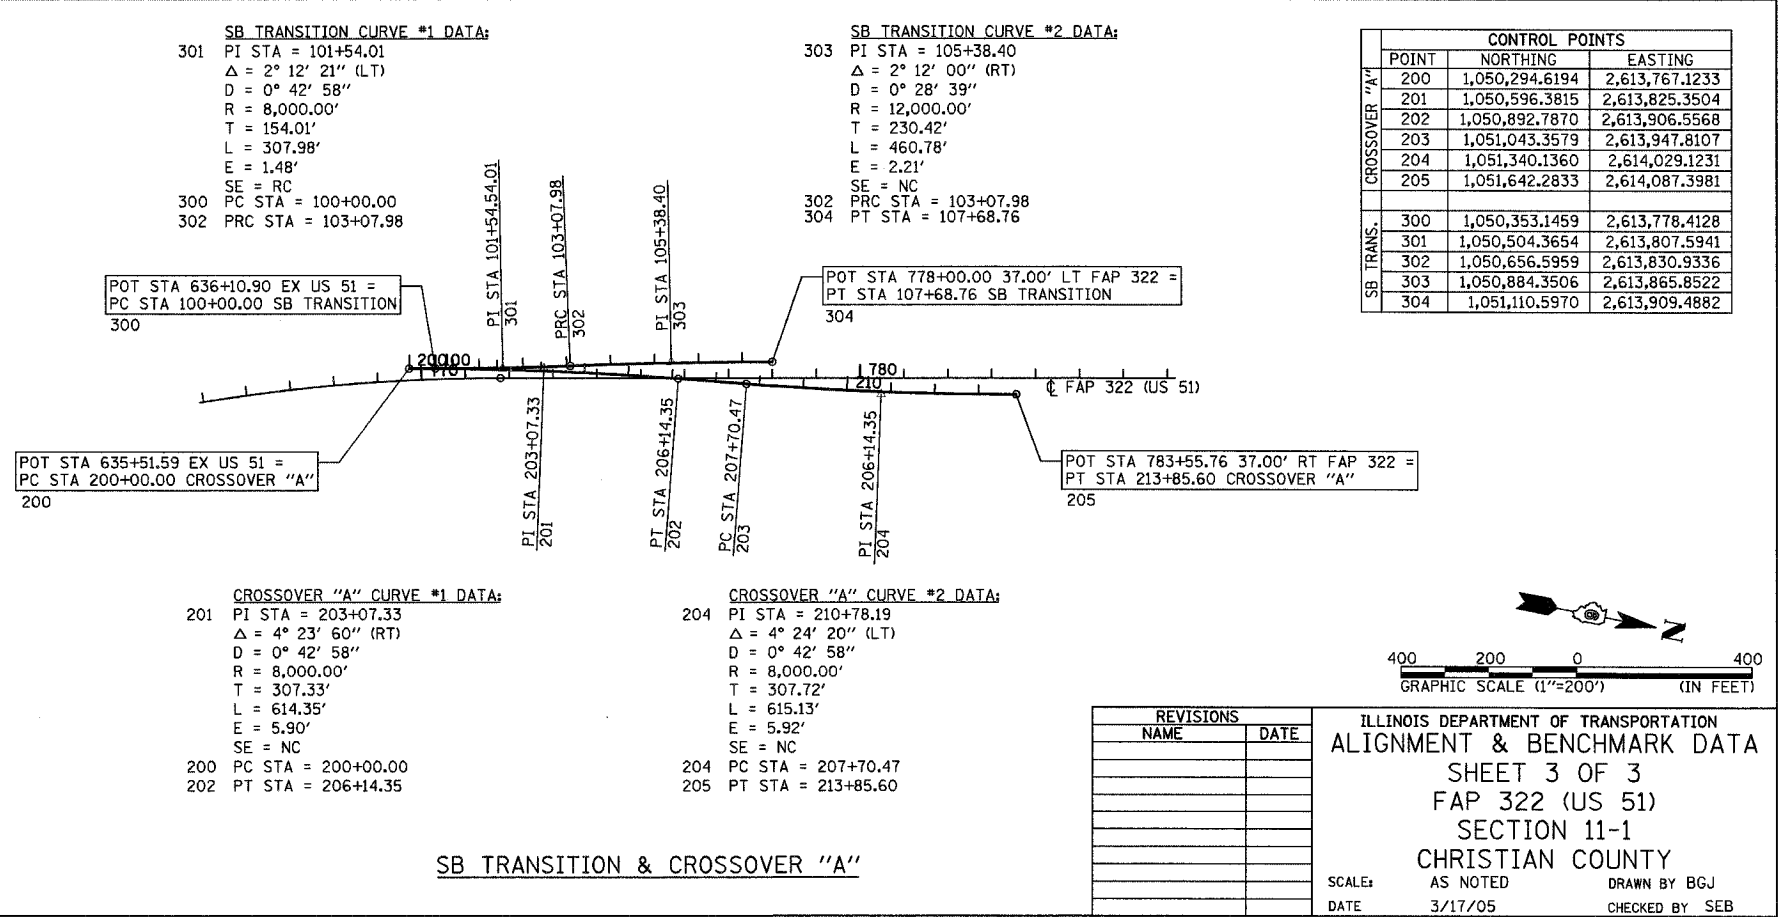 SB TRANSITION CURVE #1 DATA:
301 PI STA = 101+54.01
Δ = 2° 12' 21" (LT)
D = 0° 42' 58"
R = 8,000.00'
T = 154.01'
L = 307.98'
E = 1.48'
SE = RC
300 PC STA = 100+00.00
302 PRC STA = 103+07.98
SB TRANSITION CURVE #2 DATA:
303 PI STA = 105+38.40
Δ = 2° 12' 00" (RT)
D = 0° 28' 39"
R = 12,000.00'
T = 230.42'
L = 460.78'
E = 2.21'
SE = NC
302 PRC STA = 103+07.98
304 PT STA = 107+68.76
CONTROL POINTS
POINT NORTHING EASTING
CROSSOVER "A"
200 1,050,294.6194 2,613,767.1233
201 1,050,596.3815 2,613,825.3504
202 1,050,892.7870 2,613,906.5568
203 1,051,043.3579 2,613,947.8107
204 1,051,340.1360 2,614,029.1231
205 1,051,642.2833 2,614,087.3981
SB TRANS.
300 1,050,353.1459 2,613,778.4128
301 1,050,504.3654 2,613,807.5941
302 1,050,656.5959 2,613,830.9336
303 1,050,884.3506 2,613,865.8522
304 1,051,110.5970 2,613,909.4882
POT STA 636+10.90 EX US 51 =
PC STA 100+00.00 SB TRANSITION
300
PI STA 101+54.54.01
301
PRC STA 103+07.98
302
PI STA 105+38.40
303
POT STA 778+00.00 37.00' LT FAP 322 =
PT STA 107+68.76 SB TRANSITION
304
200
100
770
780
210
℄ FAP 322 (US 51)
POT STA 635+51.59 EX US 51 =
PC STA 200+00.00 CROSSOVER "A"
200
PI STA 203+07.33
201
PT STA 206+14.35
202
PC STA 207+70.47
203
PI STA 206+14.35
204
POT STA 783+55.76 37.00' RT FAP 322 =
PT STA 213+85.60 CROSSOVER "A"
205
CROSSOVER "A" CURVE #1 DATA:
201 PI STA = 203+07.33
Δ = 4° 23' 60" (RT)
D = 0° 42' 58"
R = 8,000.00'
T = 307.33'
L = 614.35'
E = 5.90'
SE = NC
200 PC STA = 200+00.00
202 PT STA = 206+14.35
CROSSOVER "A" CURVE #2 DATA:
204 PI STA = 210+78.19
Δ = 4° 24' 20" (LT)
D = 0° 42' 58"
R = 8,000.00'
T = 307.72'
L = 615.13'
E = 5.92'
SE = NC
204 PC STA = 207+70.47
205 PT STA = 213+85.60
SB TRANSITION & CROSSOVER "A"
N
400 200 0 400
GRAPHIC SCALE (1"=200') (IN FEET)
REVISIONS
NAME DATE
ILLINOIS DEPARTMENT OF TRANSPORTATION
ALIGNMENT & BENCHMARK DATA
SHEET 3 OF 3
FAP 322 (US 51)
SECTION 11-1
CHRISTIAN COUNTY
SCALE: AS NOTED DRAWN BY BGJ
DATE 3/17/05 CHECKED BY SEB